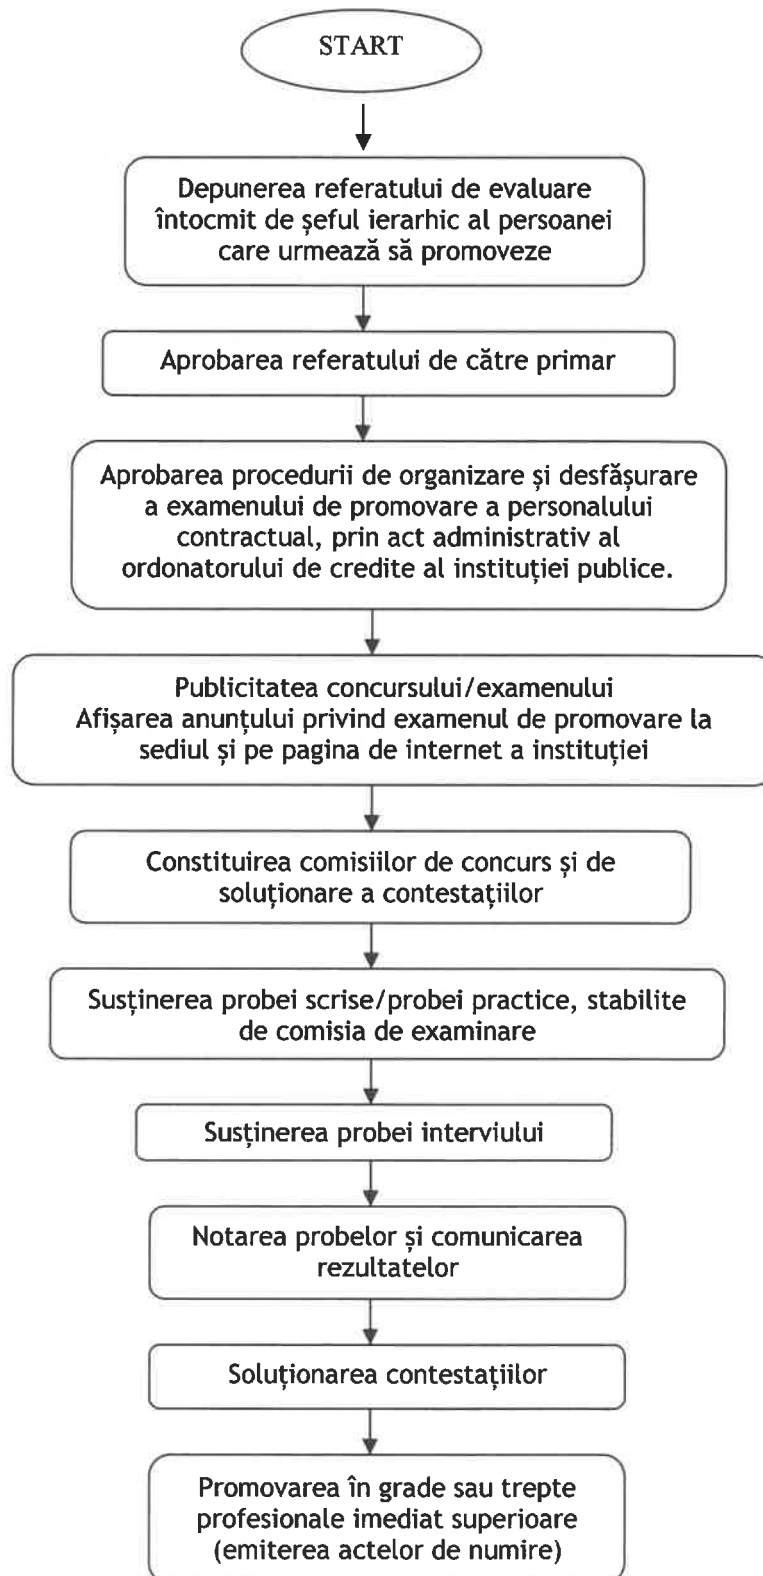 START
Depunerea referatului de evaluare
întocmit de șeful ierarhic al persoanei
care urmează să promoveze
Aprobarea referatului de către primar
Aprobarea procedurii de organizare și desfășurare
a examenului de promovare a personalului
contractual, prin act administrativ al
ordonatorului de credite al instituției publice.
Publicitatea concursului/examenului
Afișarea anunțului privind examenul de promovare la
sediul și pe pagina de internet a instituției
Constituirea comisiilor de concurs și de
soluționare a contestațiilor
Susținerea probei scrise/probei practice, stabilite
de comisia de examinare
Susținerea probei interviului
Notarea probelor și comunicarea
rezultatelor
Soluționarea contestațiilor
Promovarea în grade sau trepte
profesionale imediat superioare
(emiterea actelor de numire)